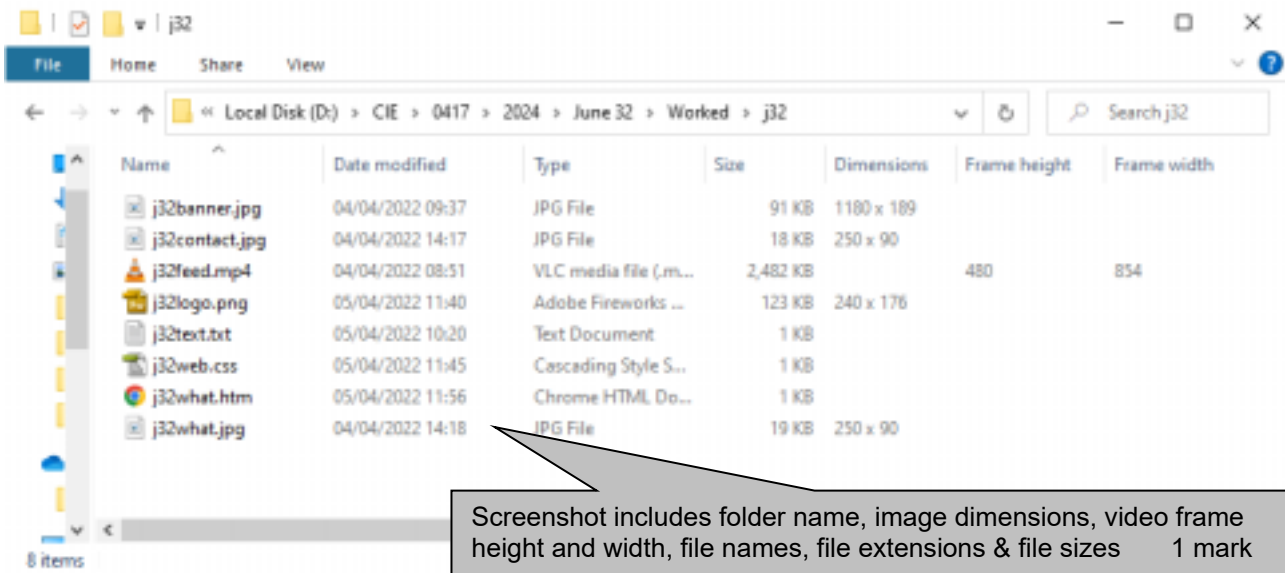 j32
File Home Share View
« Local Disk (D:) > CIE > 0417 > 2024 > June 32 > Worked > j32
Search j32
Name Date modified Type Size Dimensions Frame height Frame width
j32banner.jpg 04/04/2022 09:37 JPG File 91 KB 1180 x 189
j32contact.jpg 04/04/2022 14:17 JPG File 18 KB 250 x 90
j32feed.mp4 04/04/2022 08:51 VLC media file (.m... 2,482 KB 480 854
j32logo.png 05/04/2022 11:40 Adobe Fireworks ... 123 KB 240 x 176
j32text.txt 05/04/2022 10:20 Text Document 1 KB
j32web.css 05/04/2022 11:45 Cascading Style S... 1 KB
j32what.htm 05/04/2022 11:56 Chrome HTML Do... 1 KB
j32what.jpg 04/04/2022 14:18 JPG File 19 KB 250 x 90
Screenshot includes folder name, image dimensions, video frame
height and width, file names, file extensions & file sizes 1 mark
8 items